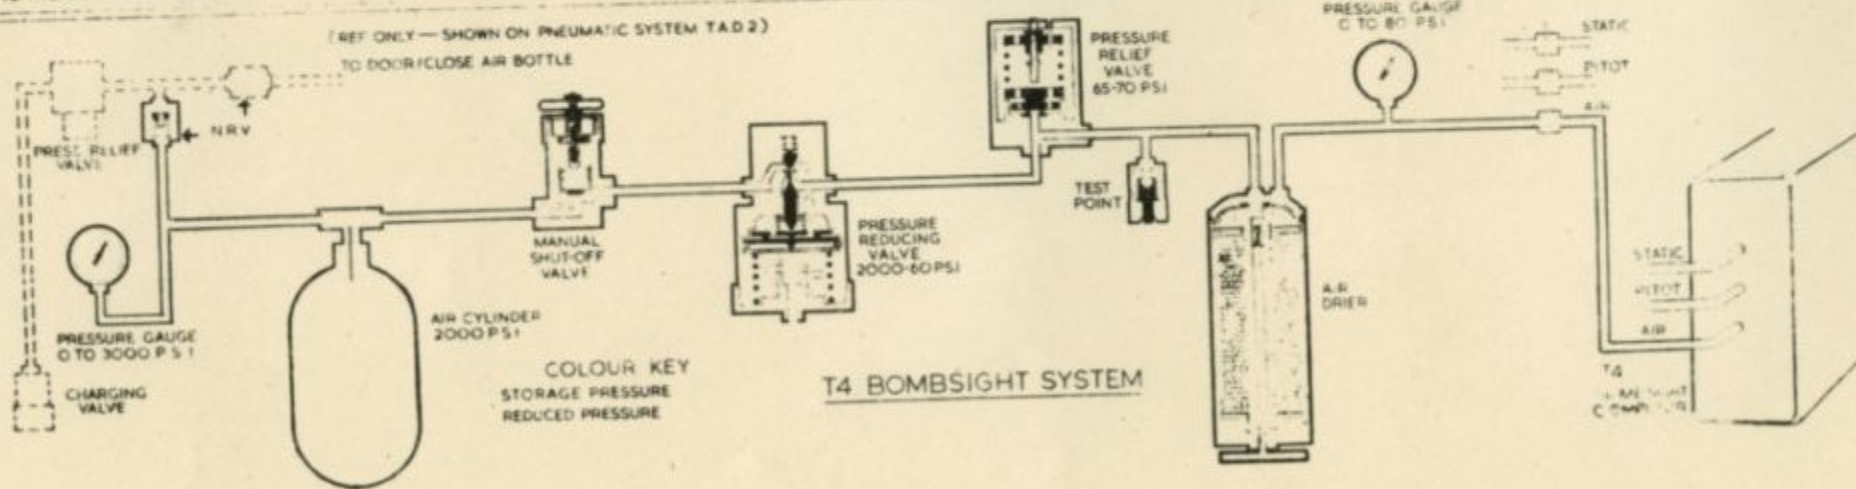 (REF ONLY — SHOWN ON PNEUMATIC SYSTEM T.A.D.2)
TO DOOR/CLOSE AIR BOTTLE
N.R.V
PRESS RELIEF
VALVE
PRESSURE GAUGE
0 TO 3000 P.S.I
CHARGING
VALVE
AIR CYLINDER
2000 P.S.I
MANUAL
SHUT-OFF
VALVE
COLOUR KEY
STORAGE PRESSURE
REDUCED PRESSURE
PRESSURE
REDUCING
VALVE
2000-60 P.S.I
T4 BOMBSIGHT SYSTEM
PRESSURE
RELIEF
VALVE
65-70 P.S.I
TEST
POINT
AIR
DRIER
PRESSURE GAUGE
0 TO 80 P.S.I
STATIC
PITOT
AIR
STATIC
PITOT
AIR
T4